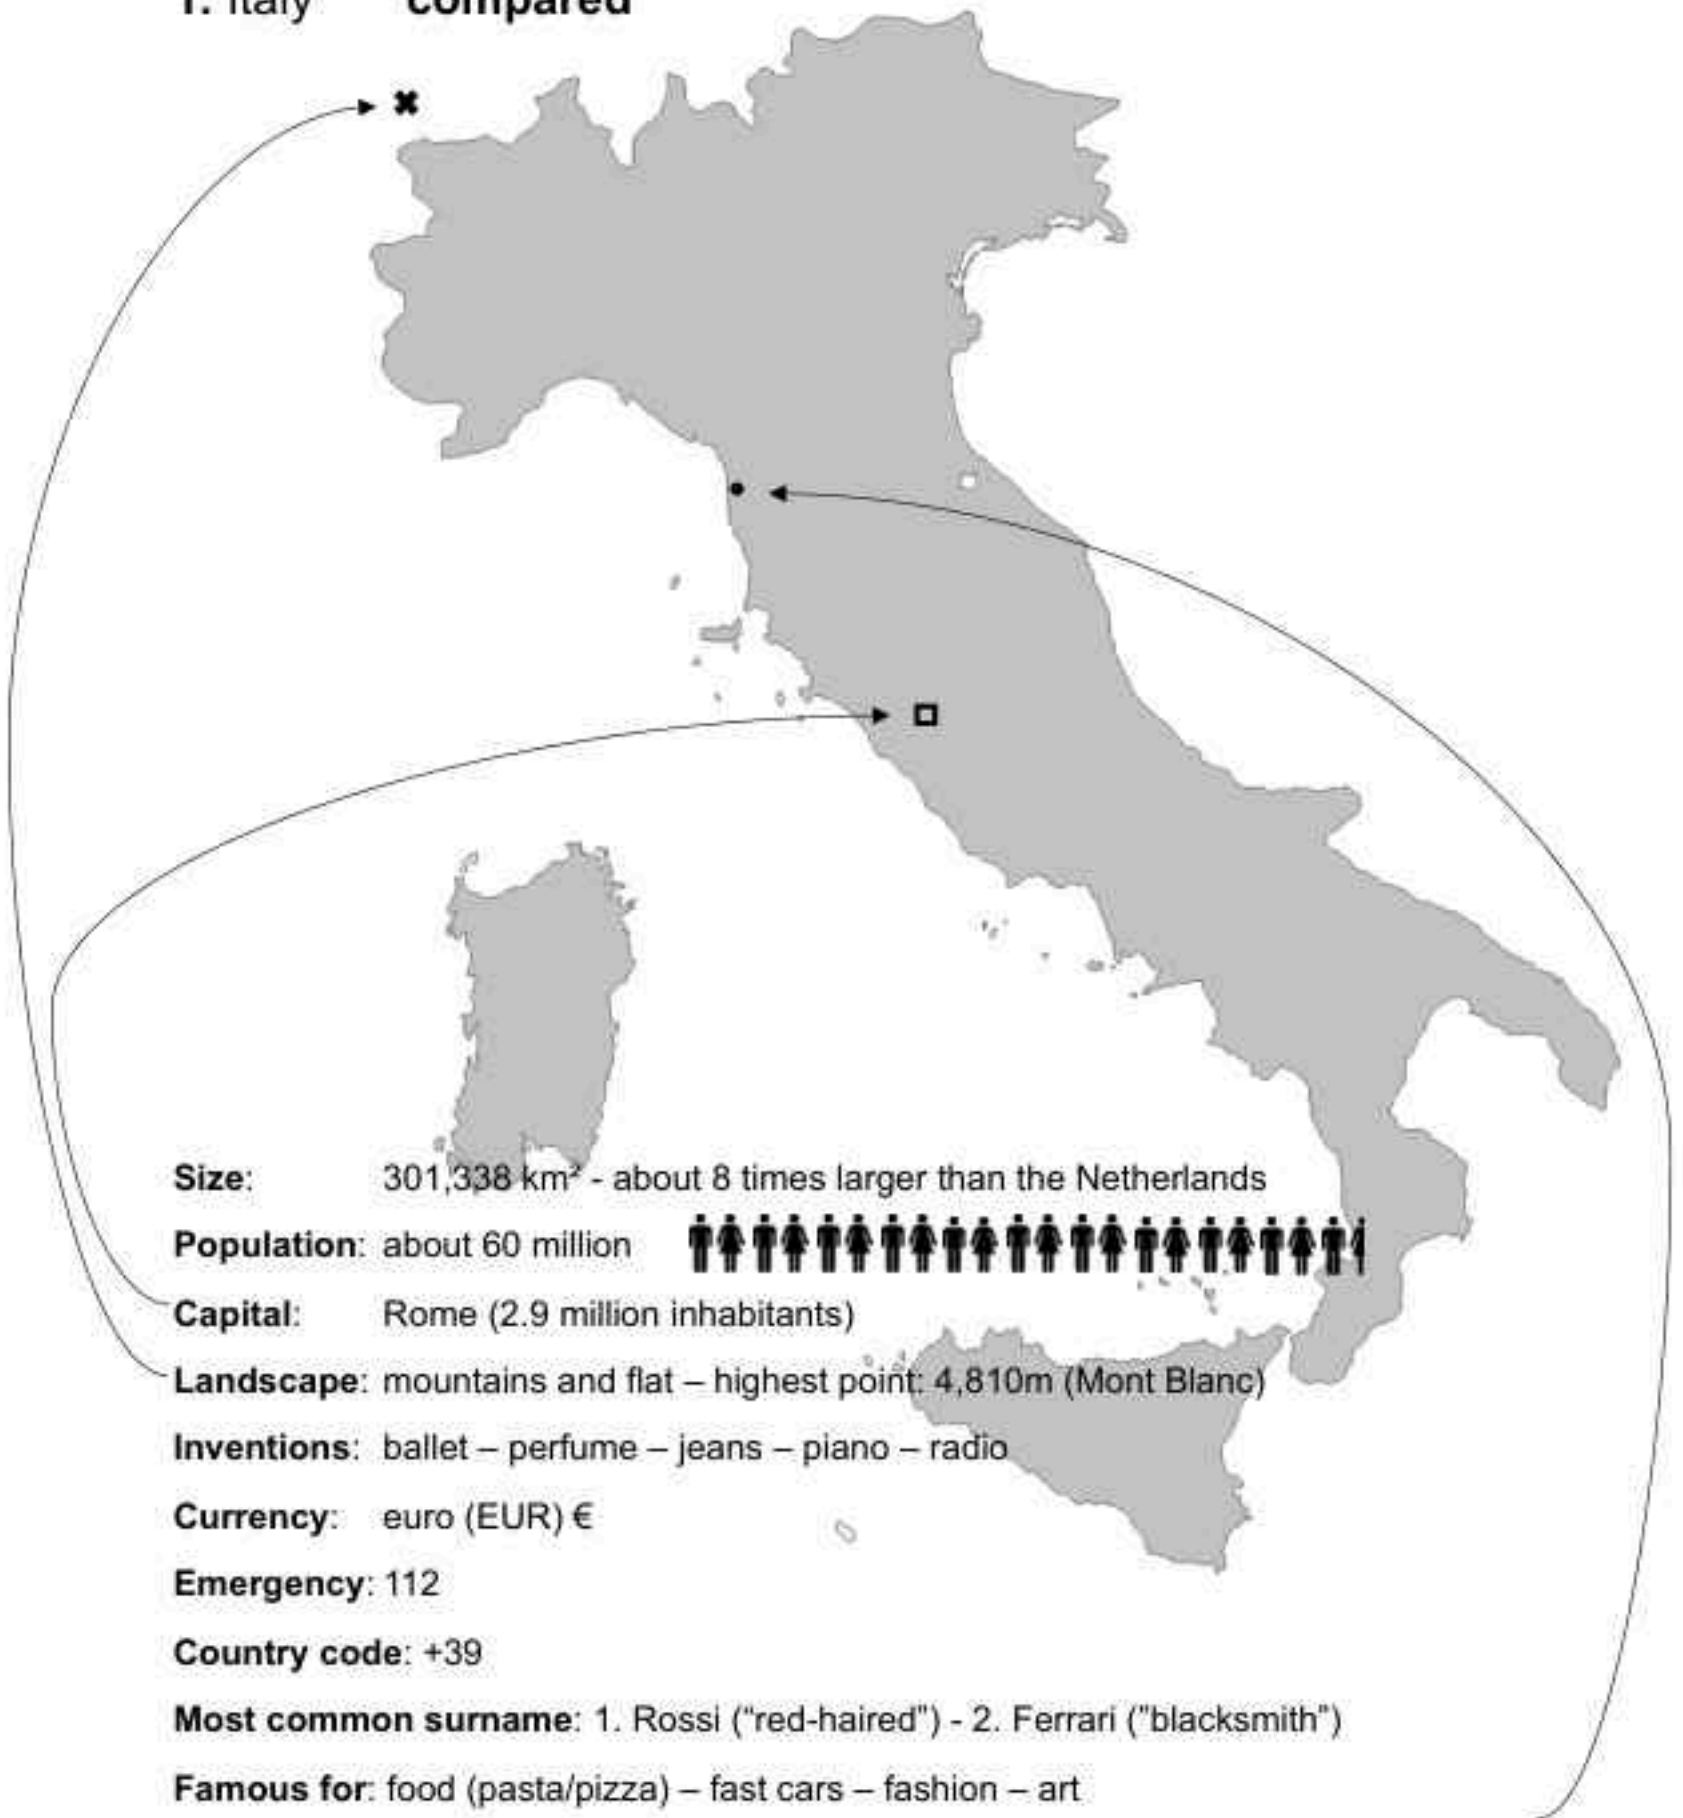 1. Italy compared
Size: 301,338 km² - about 8 times larger than the Netherlands
Population: about 60 million
Capital: Rome (2.9 million inhabitants)
Landscape: mountains and flat – highest point: 4,810m (Mont Blanc)
Inventions: ballet – perfume – jeans – piano – radio
Currency: euro (EUR) €
Emergency: 112
Country code: +39
Most common surname: 1. Rossi (“red-haired”) - 2. Ferrari (”blacksmith”)
Famous for: food (pasta/pizza) – fast cars – fashion – art